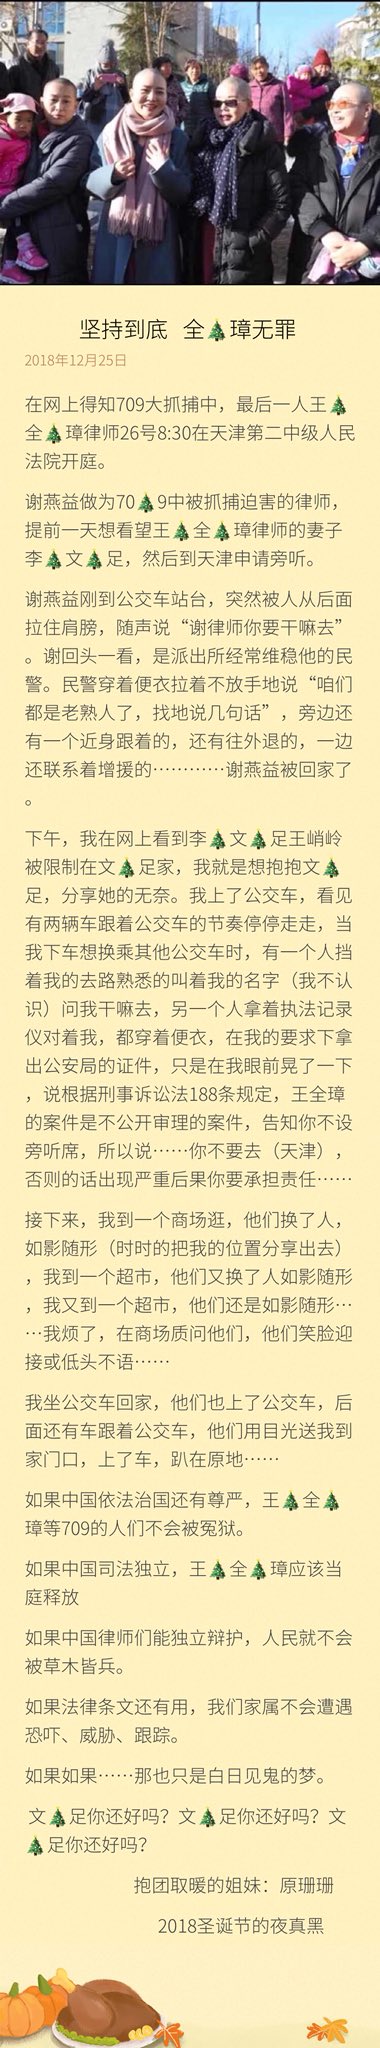 坚持到底 全🎄璋无罪
2018年12月25日
在网上得知709大抓捕中，最后一人王🎄
全🎄璋律师26号8:30在天津第二中级人民
法院开庭。
谢燕益做为70🎄9中被抓捕迫害的律师，
提前一天想看望王🎄全🎄璋律师的妻子
李🎄文🎄足，然后到天津申请旁听。
谢燕益刚到公交车站台，突然被人从后面
拉住肩膀，随声说“谢律师你要干嘛去”
。谢回头一看，是派出所经常维稳他的民
警。民警穿着便衣拉着不放手地说“咱们
都是老熟人了，找地说几句话”，旁边还
有一个近身跟着的，还有往外退的，一边
还联系着增援的…………谢燕益被回家了
。
下午，我在网上看到李🎄文🎄足王峭岭
被限制在文🎄足家，我就是想抱抱文🎄
足，分享她的无奈。我上了公交车，看见
有两辆车跟着公交车的节奏停停走走，当
我下车想换乘其他公交车时，有一个人挡
着我的去路熟悉的叫着我的名字（我不认
识）问我干嘛去，另一个人拿着执法记录
仪对着我，都穿着便衣，在我的要求下拿
出公安局的证件，只是在我眼前晃了一下
，说根据刑事诉讼法188条规定，王全璋
的案件是不公开审理的案件，告知你不设
旁听席，所以说……你不要去（天津），
否则的话出现严重后果你要承担责任……
接下来，我到一个商场逛，他们换了人，
如影随形（时时的把我的位置分享出去）
，我到一个超市，他们又换了人如影随形
，我又到一个超市，他们还是如影随形…
…我烦了，在商场质问他们，他们笑脸迎
接或低头不语……
我坐公交车回家，他们也上了公交车，后
面还有车跟着公交车，他们用目光送我到
家门口，上了车，趴在原地……
如果中国依法治国还有尊严，王🎄全🎄
璋等709的人们不会被冤狱。
如果中国司法独立，王🎄全🎄璋应该当
庭释放
如果中国律师们能独立辩护，人民就不会
被草木皆兵。
如果法律条文还有用，我们家属不会遭遇
恐吓、威胁、跟踪。
如果如果……那也只是白日见鬼的梦。
文🎄足你还好吗？文🎄足你还好吗？文
🎄足你还好吗？
抱团取暖的姐妹：原珊珊
2018圣诞节的夜真黑